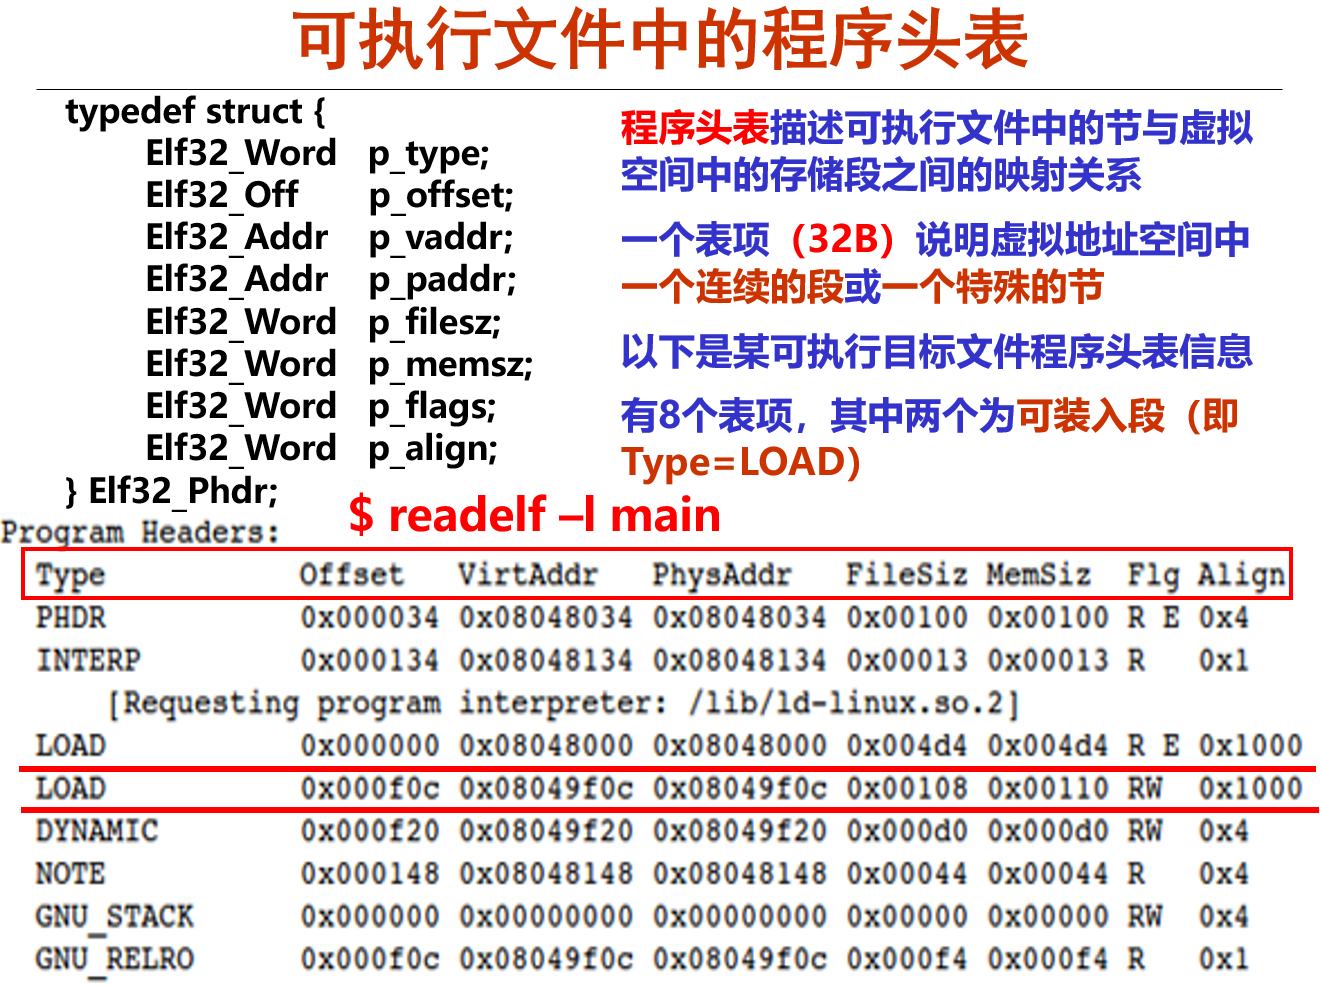 可执行文件中的程序头表
typedef struct {
Elf32_Word p_type;
Elf32_Off p_offset;
Elf32_Addr p_vaddr;
Elf32_Addr p_paddr;
Elf32_Word p_filesz;
Elf32_Word p_memsz;
Elf32_Word p_flags;
Elf32_Word p_align;
} Elf32_Phdr;
程序头表描述可执行文件中的节与虚拟
空间中的存储段之间的映射关系
一个表项（32B）说明虚拟地址空间中
一个连续的段或一个特殊的节
以下是某可执行目标文件程序头表信息
有8个表项，其中两个为可装入段（即
Type=LOAD）
$ readelf –l main
Program Headers:
Type Offset VirtAddr PhysAddr FileSiz MemSiz Flg Align
PHDR 0x000034 0x08048034 0x08048034 0x00100 0x00100 R E 0x4
INTERP 0x000134 0x08048134 0x08048134 0x00013 0x00013 R 0x1
[Requesting program interpreter: /lib/ld-linux.so.2]
LOAD 0x000000 0x08048000 0x08048000 0x004d4 0x004d4 R E 0x1000
LOAD 0x000f0c 0x08049f0c 0x08049f0c 0x00108 0x00110 RW 0x1000
DYNAMIC 0x000f20 0x08049f20 0x08049f20 0x000d0 0x000d0 RW 0x4
NOTE 0x000148 0x08048148 0x08048148 0x00044 0x00044 R 0x4
GNU_STACK 0x000000 0x00000000 0x00000000 0x00000 0x00000 RW 0x4
GNU_RELRO 0x000f0c 0x08049f0c 0x08049f0c 0x000f4 0x000f4 R 0x1